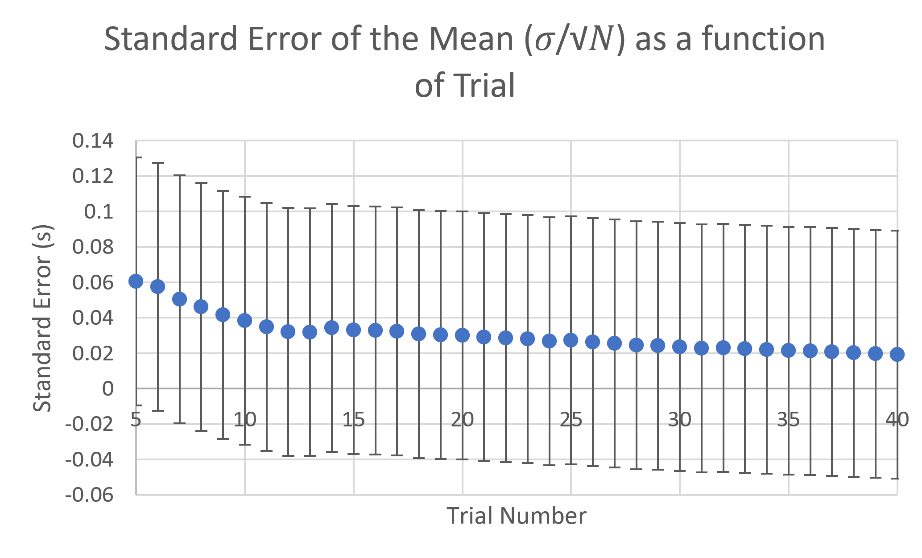 Standard Error of the Mean (𝜎/√𝑁) as a function
of Trial
0.14
0.12
0.1
0.08
0.06
0.04
0.02
0
-0.02
-0.04
-0.06
5 10 15 20 25 30 35 40
Standard Error (s)
Trial Number